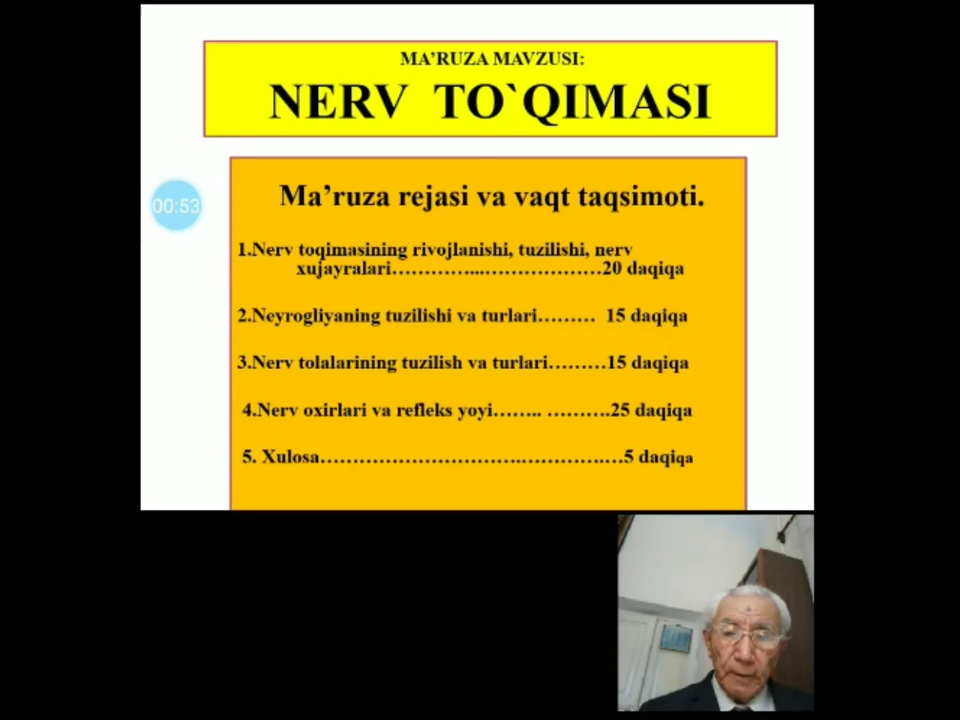 MA’RUZA MAVZUSI:
NERV TO`QIMASI
Ma’ruza rejasi va vaqt taqsimoti.
00:53
1.Nerv toqimasining rivojlanishi, tuzilishi, nerv
xujayralari…………....………………20 daqiqa
2.Neyrogliyaning tuzilishi va turlari……… 15 daqiqa
3.Nerv tolalarining tuzilish va turlari………15 daqiqa
4.Nerv oxirlari va refleks yoyi…….. ……….25 daqiqa
5. Xulosa………………………….………….…5 daqiqa